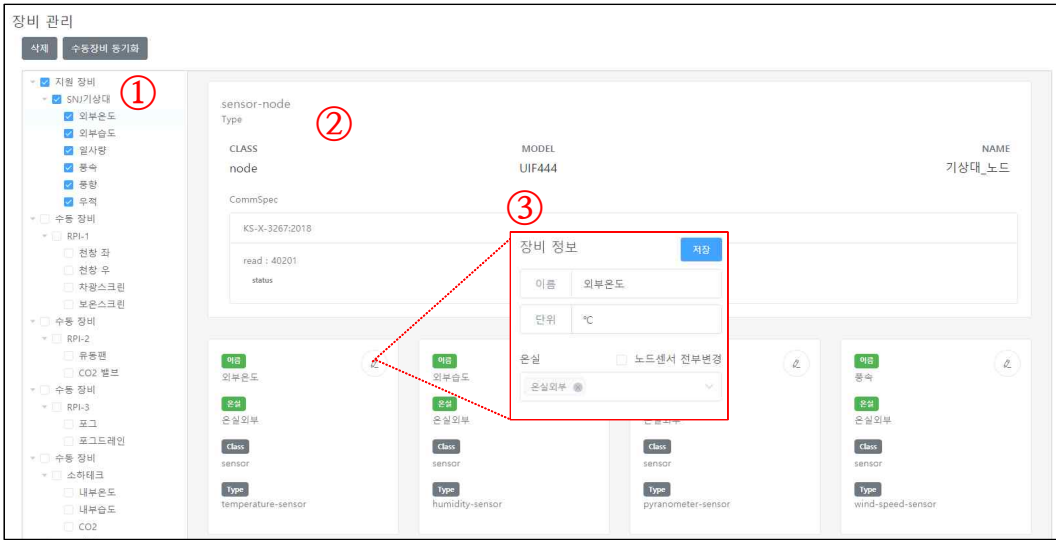 장비 관리
삭제
수동장비 동기화
지원 장비
①
SNJ기상대
외부온도
외부습도
일사량
풍속
풍향
우적
수동 장비
RPI-1
천창 좌
천창 우
차광스크린
보온스크린
수동 장비
RPI-2
유동팬
CO2 밸브
수동 장비
RPI-3
포그
포그드레인
수동 장비
소하테크
내부온도
내부습도
CO2
sensor-node
Type
②
CLASS
MODEL
NAME
node
UIF444
기상대_노드
CommSpec
KS-X-3267:2018
read : 40201
status
③
장비 정보
저장
이름
외부온도
단위
℃
온실
노드센서 전부변경
온실외부
이름
외부온도
온실
온실외부
Class
sensor
Type
temperature-sensor
이름
외부습도
온실
온실외부
Class
sensor
Type
humidity-sensor
Class
sensor
Type
pyranometer-sensor
이름
풍속
온실
온실외부
Class
sensor
Type
wind-speed-sensor